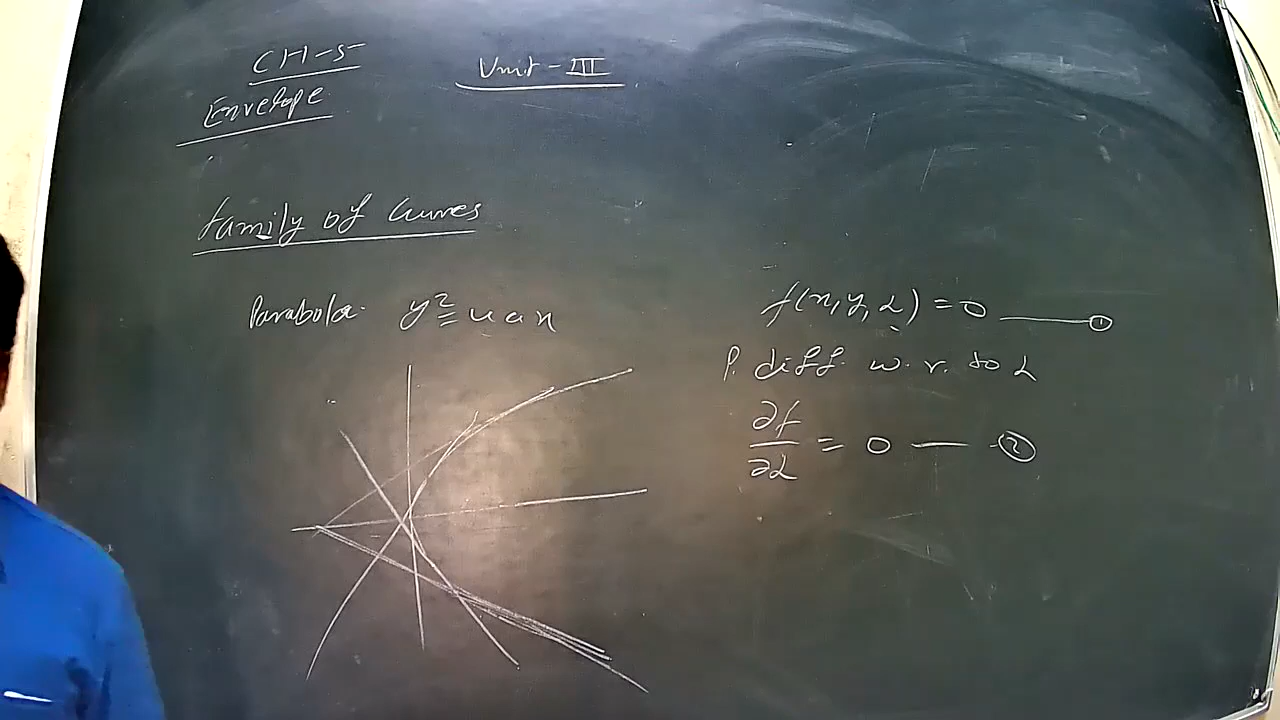 CH-5
Unit - III
Envelope
Family of Curves
Parabola y² = 4ax
f(x, y, α) = 0 —— ①
P. diff. w. r. to α
∂f/∂α = 0 —— ②